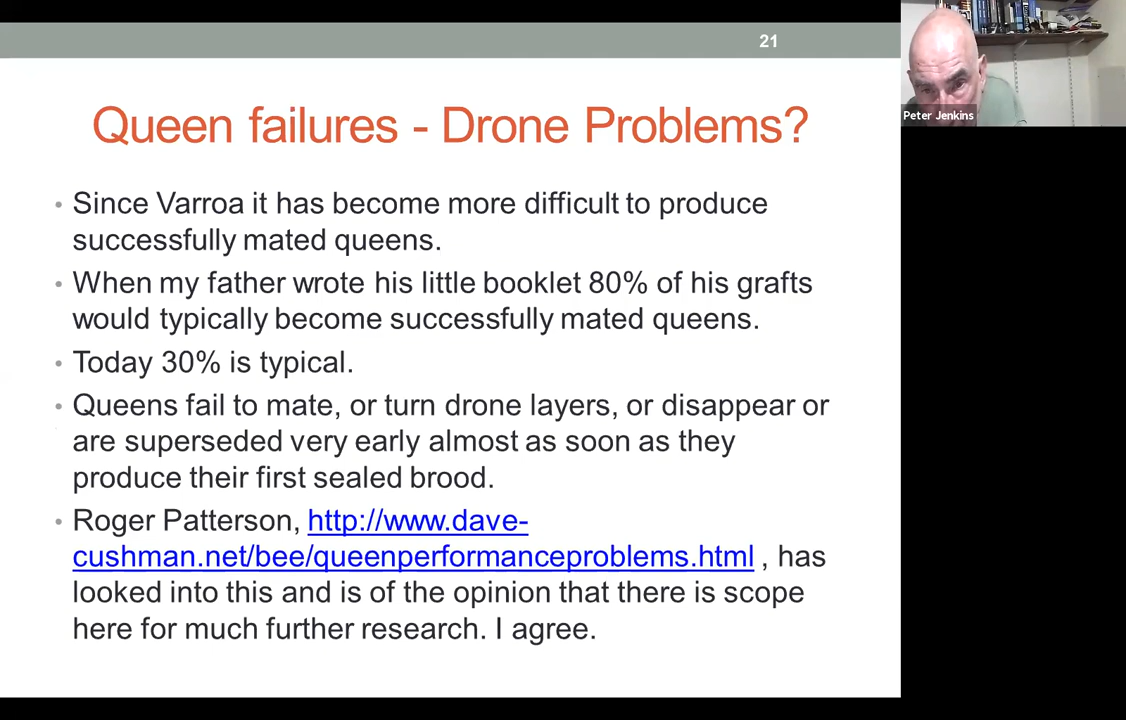 21
Peter Jenkins
Queen failures - Drone Problems?
• Since Varroa it has become more difficult to produce
successfully mated queens.
• When my father wrote his little booklet 80% of his grafts
would typically become successfully mated queens.
• Today 30% is typical.
• Queens fail to mate, or turn drone layers, or disappear or
are superseded very early almost as soon as they
produce their first sealed brood.
• Roger Patterson, http://www.dave-
cushman.net/bee/queenperformanceproblems.html , has
looked into this and is of the opinion that there is scope
here for much further research. I agree.